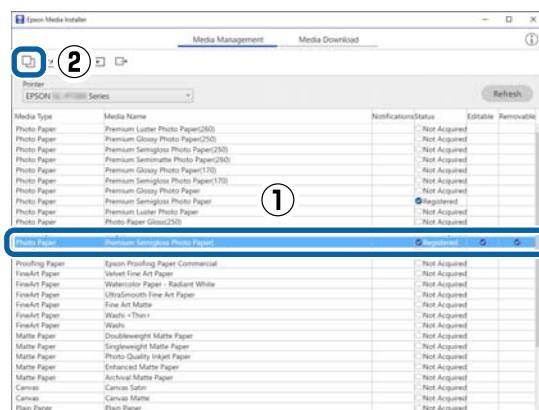 Epson Media Installer
Media Management Media Download
②
Printer
EPSON Series
Refresh
Media Type Media Name Notifications Status Editable Removable
Photo Paper Premium Luster Photo Paper(260) Not Acquired
Photo Paper Premium Glossy Photo Paper(250) Not Acquired
Photo Paper Premium Semigloss Photo Paper(250) Not Acquired
Photo Paper Premium Semimatte Photo Paper(260) Not Acquired
Photo Paper Premium Glossy Photo Paper(170) Not Acquired
Photo Paper Premium Semigloss Photo Paper(170) Not Acquired
Photo Paper Premium Glossy Photo Paper Not Acquired
Photo Paper Premium Semigloss Photo Paper Registered
Photo Paper Premium Luster Photo Paper Not Acquired
Photo Paper Photo Paper Gloss(250) Not Acquired
①
Photo Paper Premium Semigloss Photo Paper( Registered
Proofing Paper Epson Proofing Paper Commercial Not Acquired
FineArt Paper Velvet Fine Art Paper Not Acquired
FineArt Paper Watercolor Paper - Radiant White Not Acquired
FineArt Paper UltraSmooth Fine Art Paper Not Acquired
FineArt Paper Fine Art Matte Not Acquired
FineArt Paper Washi <Thin> Not Acquired
FineArt Paper Washi Not Acquired
Matte Paper Doubleweight Matte Paper Not Acquired
Matte Paper Singleweight Matte Paper Not Acquired
Matte Paper Photo Quality Inkjet Paper Not Acquired
Matte Paper Enhanced Matte Paper Not Acquired
Matte Paper Archival Matte Paper Not Acquired
Canvas Canvas Satin Not Acquired
Canvas Canvas Matte Not Acquired
Plain Paper Plain Paper Not Acquired